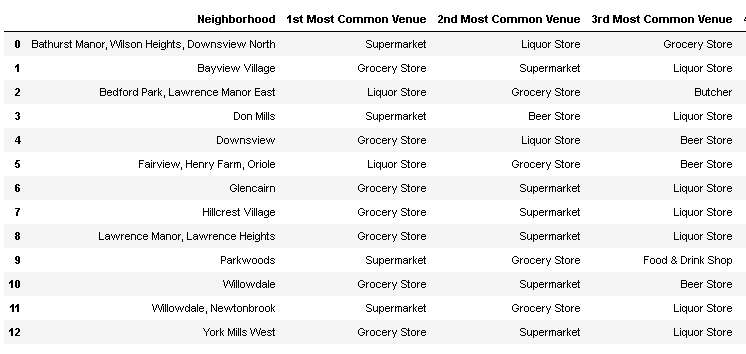 Neighborhood 1st Most Common Venue 2nd Most Common Venue 3rd Most Common Venue
0 Bathurst Manor, Wilson Heights, Downsview North Supermarket Liquor Store Grocery Store
1 Bayview Village Grocery Store Supermarket Liquor Store
2 Bedford Park, Lawrence Manor East Liquor Store Grocery Store Butcher
3 Don Mills Supermarket Beer Store Liquor Store
4 Downsview Grocery Store Liquor Store Beer Store
5 Fairview, Henry Farm, Oriole Liquor Store Grocery Store Beer Store
6 Glencairn Grocery Store Supermarket Liquor Store
7 Hillcrest Village Grocery Store Supermarket Liquor Store
8 Lawrence Manor, Lawrence Heights Grocery Store Supermarket Liquor Store
9 Parkwoods Supermarket Grocery Store Food & Drink Shop
10 Willowdale Grocery Store Supermarket Beer Store
11 Willowdale, Newtonbrook Supermarket Grocery Store Liquor Store
12 York Mills West Grocery Store Supermarket Liquor Store